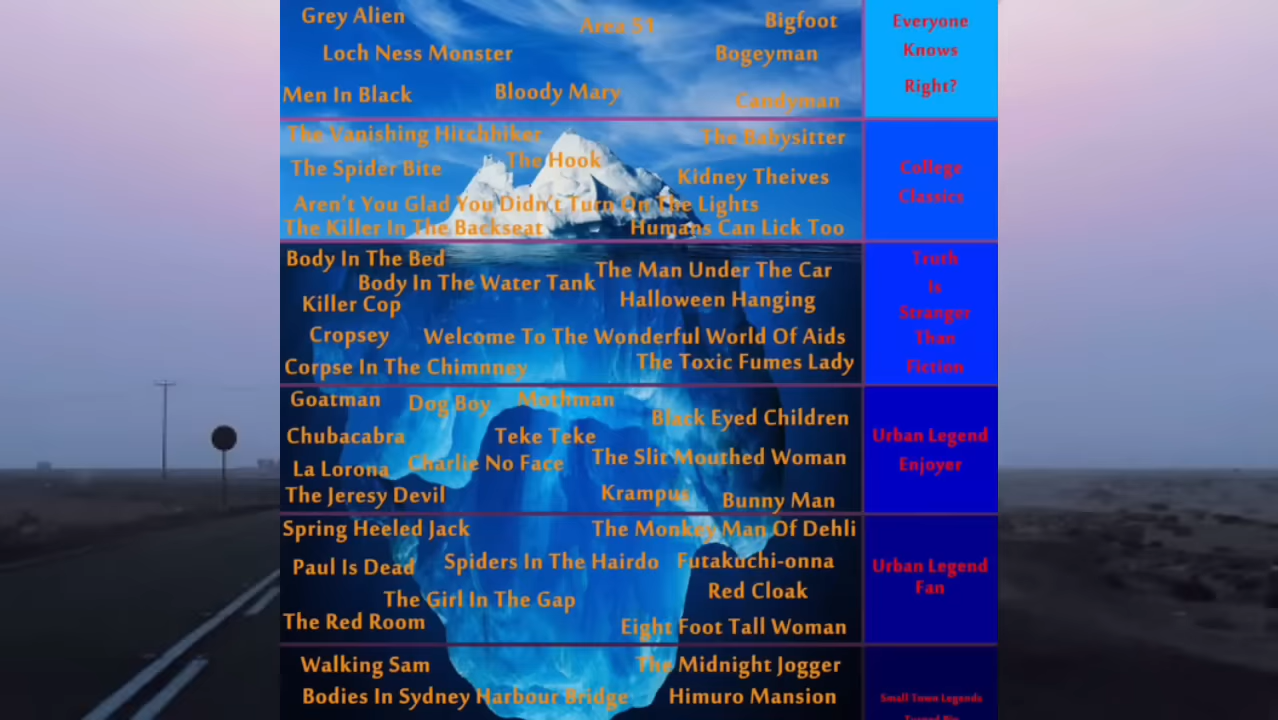 Grey Alien
Area 51
Bigfoot
Loch Ness Monster
Bogeyman
Men In Black
Bloody Mary
Candyman
Everyone
Knows
Right?
The Vanishing Hitchhiker
The Babysitter
The Hook
The Spider Bite
Kidney Theives
Aren't You Glad You Didn't Turn On The Lights
The Killer In The Backseat
Humans Can Lick Too
College
Classics
Body In The Bed
The Man Under The Car
Body In The Water Tank
Killer Cop
Halloween Hanging
Cropsey
Welcome To The Wonderful World Of Aids
Corpse In The Chimnney
The Toxic Fumes Lady
Truth
Is
Stranger
Than
Fiction
Goatman
Dog Boy
Mothman
Black Eyed Children
Chubacabra
Teke Teke
La Lorona
Charlie No Face
The Slit Mouthed Woman
The Jeresy Devil
Krampus
Bunny Man
Urban Legend
Enjoyer
Spring Heeled Jack
The Monkey Man Of Dehli
Paul Is Dead
Spiders In The Hairdo
Futakuchi-onna
Red Cloak
The Girl In The Gap
The Red Room
Eight Foot Tall Woman
Urban Legend
Fan
Walking Sam
The Midnight Jogger
Bodies In Sydney Harbour Bridge
Himuro Mansion
Small Town Legends